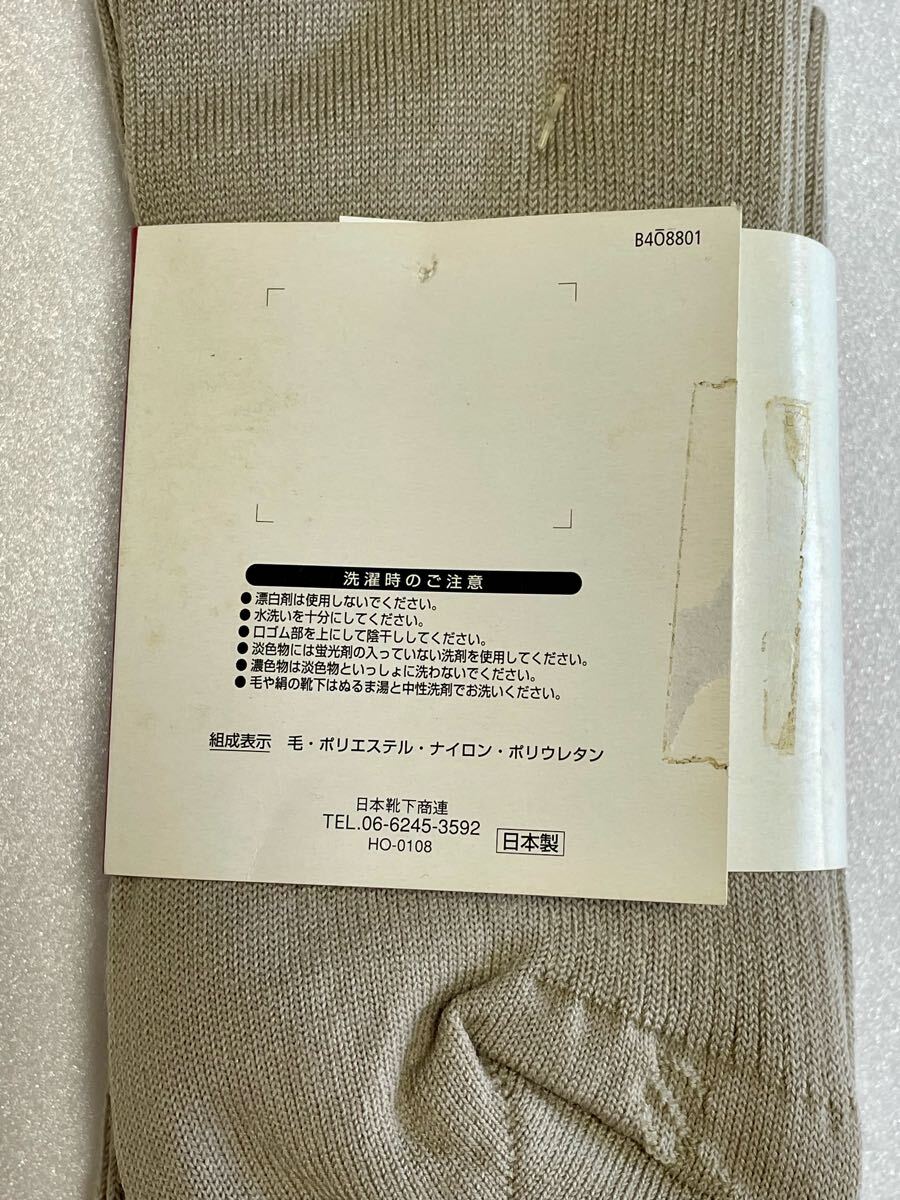 B4Ō8801
洗濯時のご注意
●漂白剤は使用しないでください。
●水洗いを十分にしてください。
●口ゴム部を上にして陰干ししてください。
●淡色物には蛍光剤の入っていない洗剤を使用してください。
●濃色物は淡色物といっしょに洗わないでください。
●毛や絹の靴下はぬるま湯と中性洗剤でお洗いください。
組成表示 毛・ポリエステル・ナイロン・ポリウレタン
日本靴下商連
TEL.06-6245-3592
HO-0108 日本製